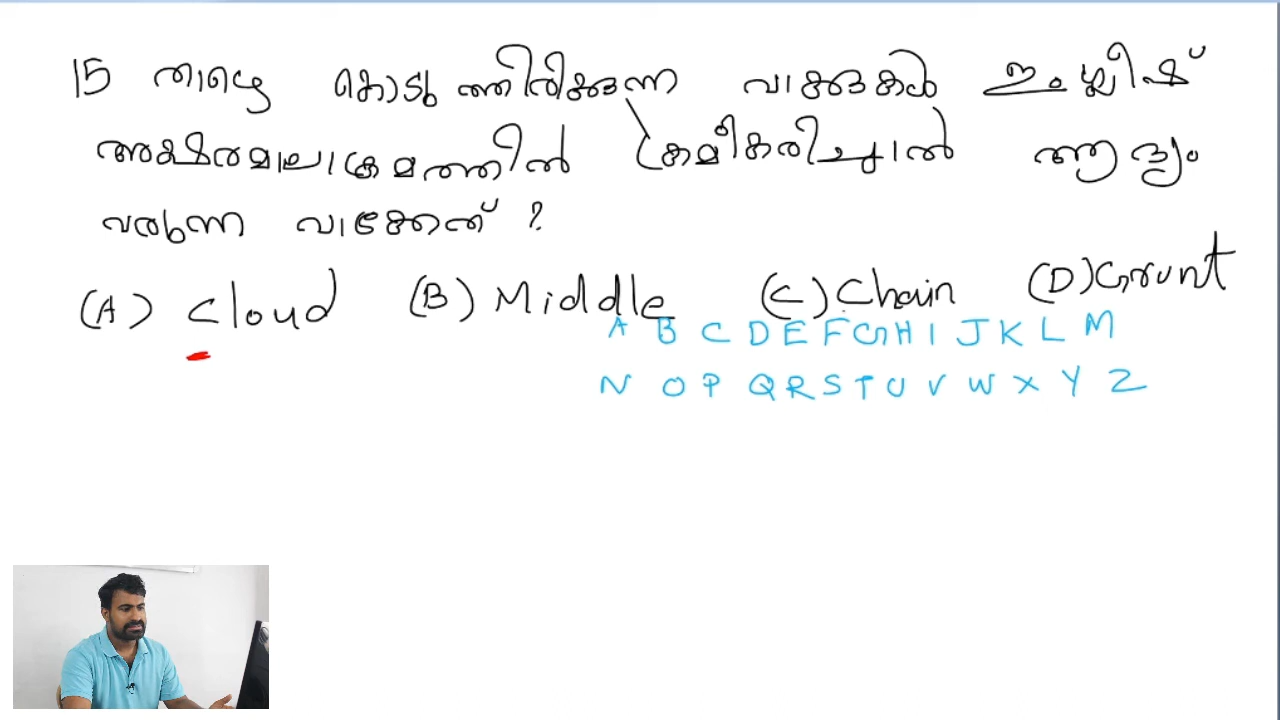 15 താഴെ കൊടുത്തിരിക്കുന്ന വാക്കുകൾ ഇംഗ്ലീഷ്
അക്ഷരമാലാക്രമത്തിൽ ക്രമീകരിച്ചാൽ ആദ്യം
വരുന്ന വാക്കേത് ?
(A) Cloud (B) Middle (C) Chain (D) Grunt
A B C D E F G H I J K L M
N O P Q R S T U V W X Y Z